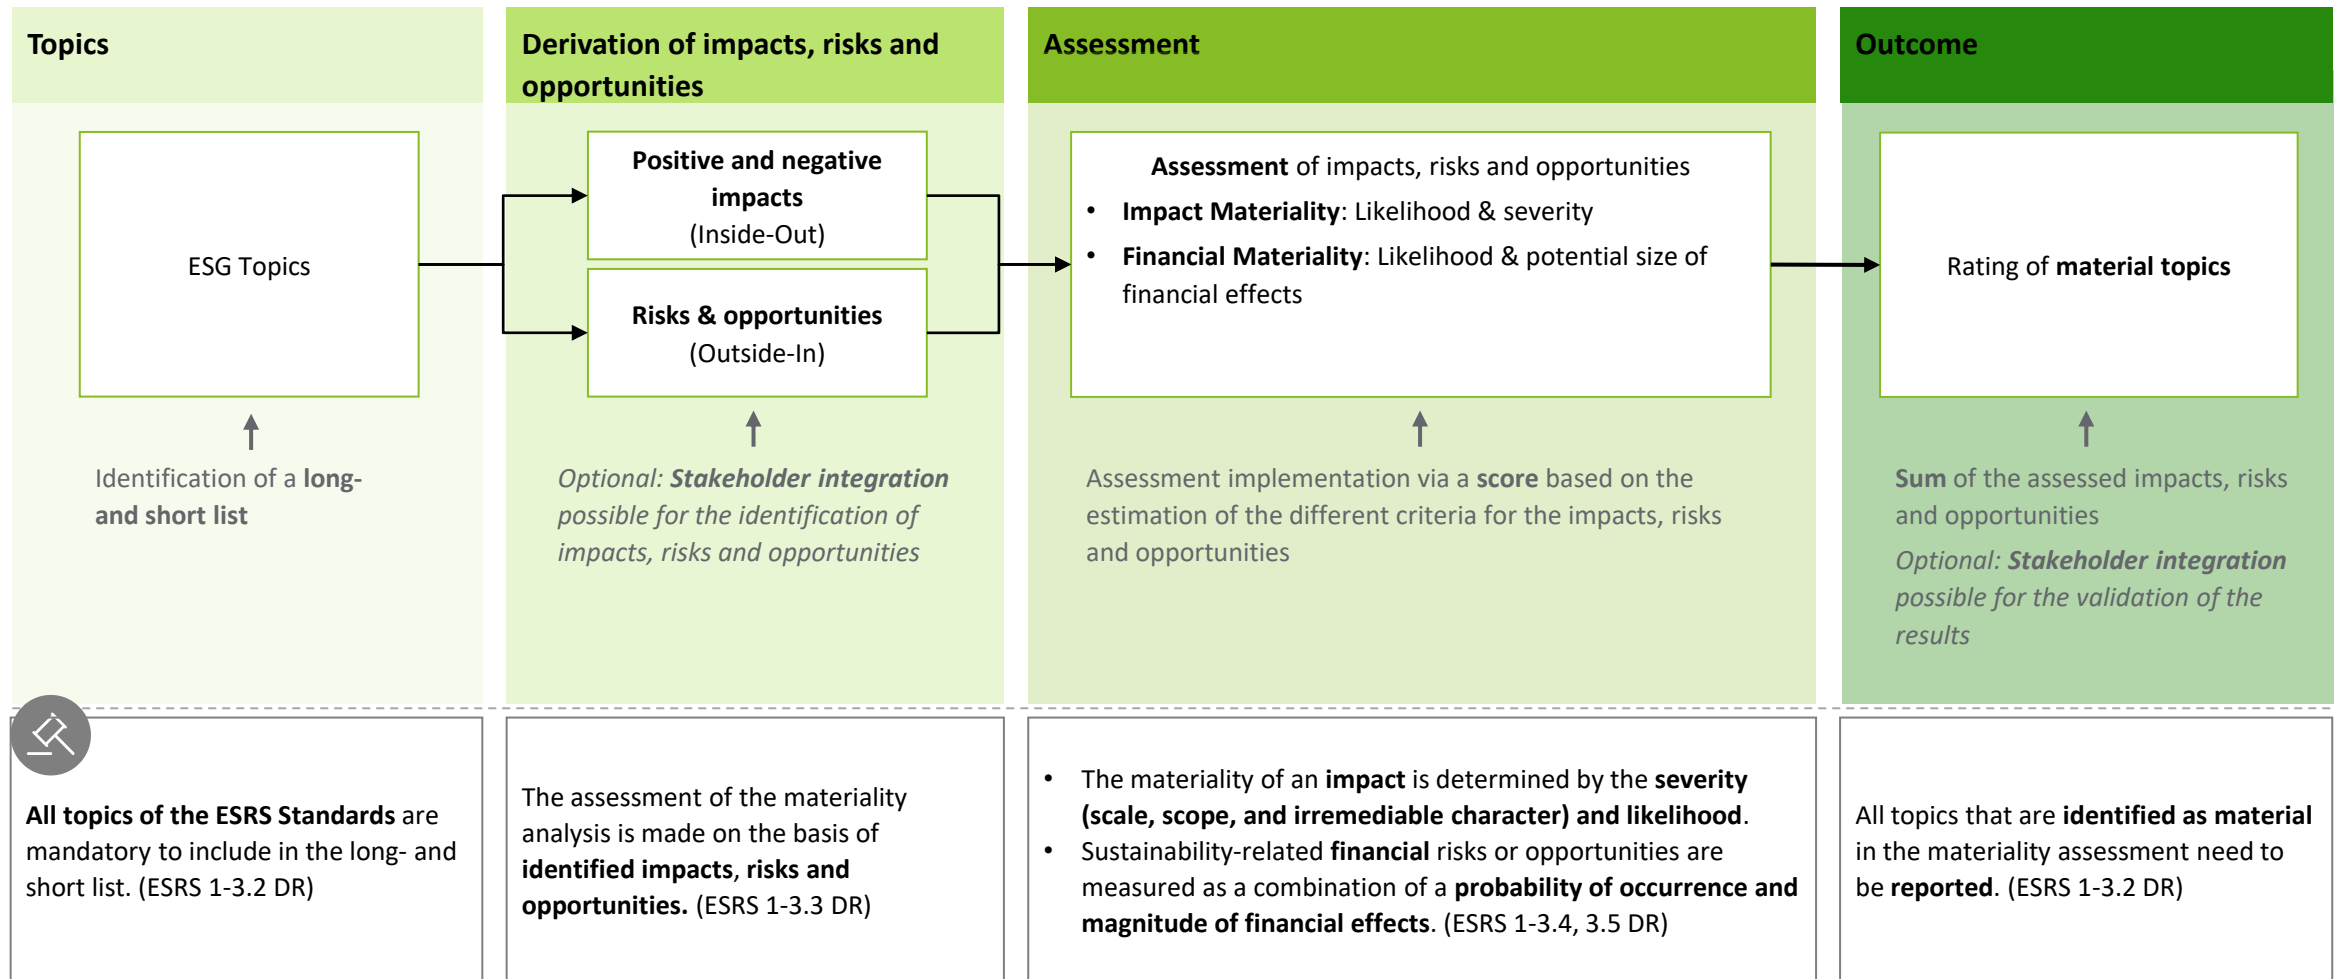 Topics
ESG Topics
Identification of a long-
and short list
All topics of the ESRS Standards are
mandatory to include in the long- and
short list. (ESRS 1-3.2 DR)
Derivation of impacts, risks and
opportunities
Positive and negative
impacts
(Inside-Out)
Risks & opportunities
(Outside-In)
Optional: Stakeholder integration
possible for the identification of
impacts, risks and opportunities
The assessment of the materiality
analysis is made on the basis of
identified impacts, risks and
opportunities. (ESRS 1-3.3 DR)
Assessment
Assessment of impacts, risks and opportunities
• Impact Materiality: Likelihood & severity
• Financial Materiality: Likelihood & potential size of
financial effects
Assessment implementation via a score based on the
estimation of the different criteria for the impacts, risks
and opportunities
• The materiality of an impact is determined by the severity
(scale, scope, and irremediable character) and likelihood.
• Sustainability-related financial risks or opportunities are
measured as a combination of a probability of occurrence and
magnitude of financial effects. (ESRS 1-3.4, 3.5 DR)
Outcome
Rating of material topics
Sum of the assessed impacts, risks
and opportunities
Optional: Stakeholder integration
possible for the validation of the
results
All topics that are identified as material
in the materiality assessment need to
be reported. (ESRS 1-3.2 DR)